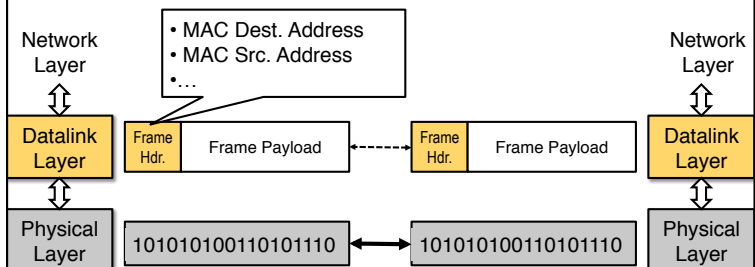 Network
Layer
• MAC Dest. Address
• MAC Src. Address
•...
Network
Layer
Datalink
Layer
Frame
Hdr.
Frame Payload
Frame
Hdr.
Frame Payload
Datalink
Layer
Physical
Layer
101010100110101110
101010100110101110
Physical
Layer